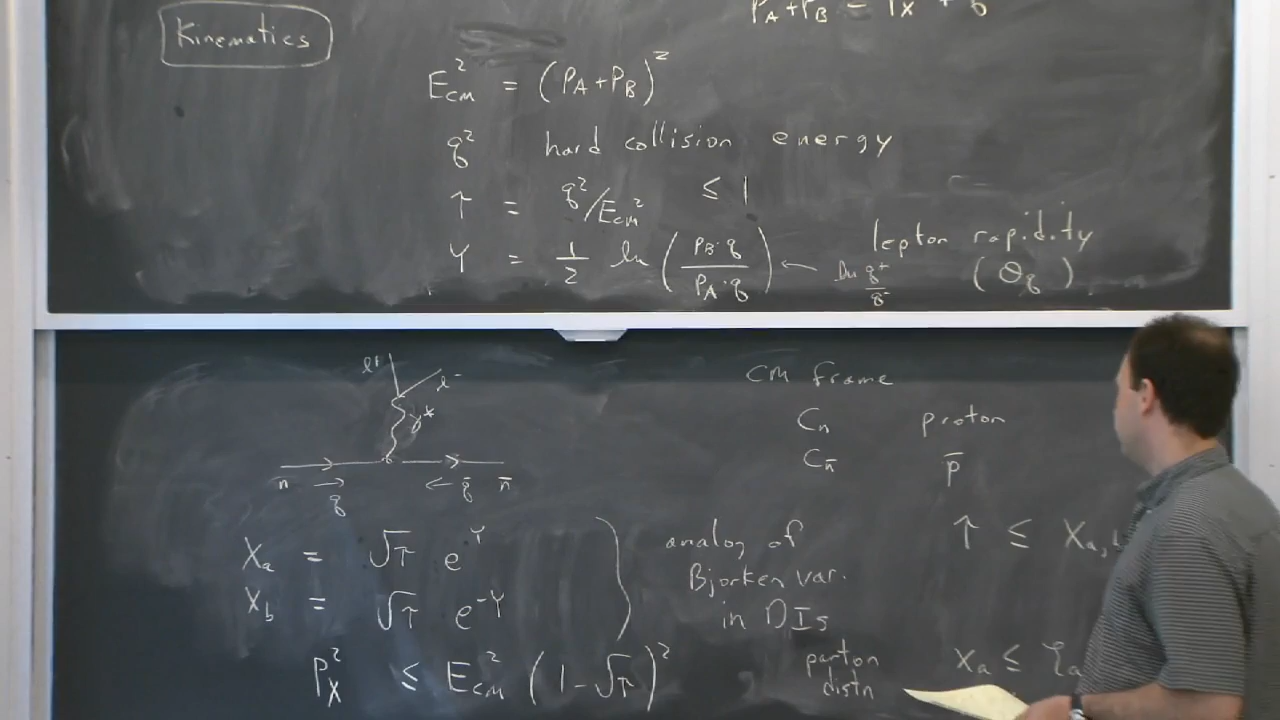 Kinematics
P_A + P_B = P_X + q
E_cm^2 = (P_A + P_B)^2
q^2 hard collision energy
τ = q^2/E_cm^2 ≤ 1
Y = 1/2 ln (P_B·q / P_A·q) ← ln q^+/q^- lepton rapidity (θ_q)
l^+ l^-
γ*
n → q ← q̄ n̄
CM frame
C_n proton
C_n̄ p̄
X_a = √τ e^Y
X_b = √τ e^-Y
analog of
Bjorken var.
in DIS
τ ≤ X_a,
P_X^2 ≤ E_cm^2 (1 - √τ)^2
parton
distn
X_a ≤ ξ_a